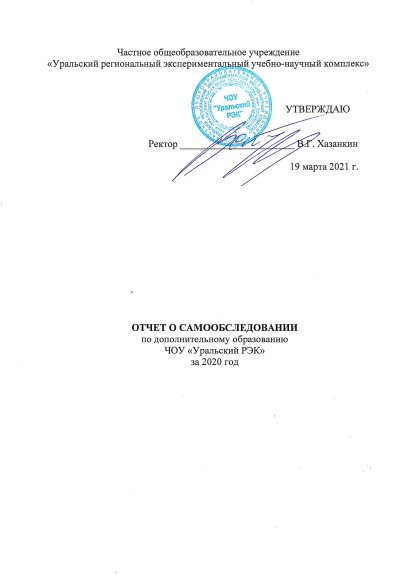 Частное общеобразовательное учреждение
«Уральский региональный экспериментальный учебно-научный комплекс»
ЧОУ
"Уральский
РЭК"
УТВЕРЖДАЮ
Ректор ______________________ В.Г. Хазанкин
19 марта 2021 г.
ОТЧЕТ О САМООБСЛЕДОВАНИИ
по дополнительному образованию
ЧОУ «Уральский РЭК»
за 2020 год